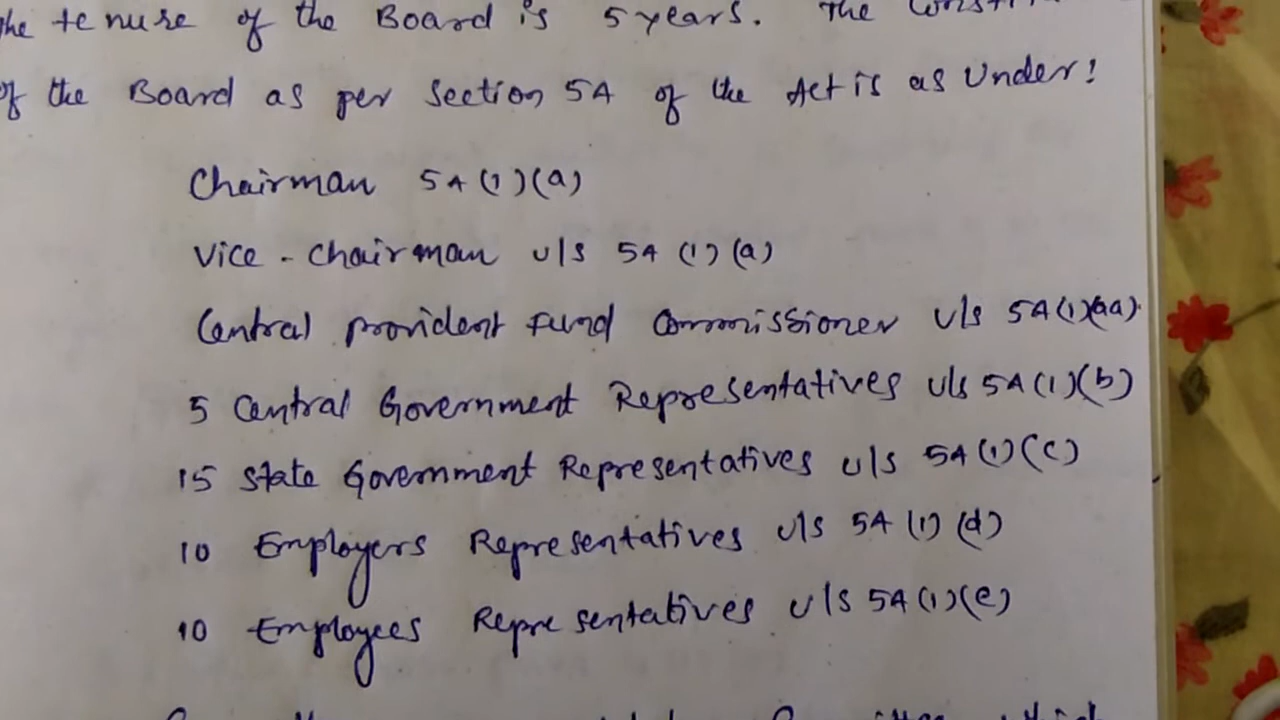 the tenure of the Board is 5 years. The
of the Board as per Section 5A of the Act is as Under:
Chairman 5A (1) (a)
Vice - Chairman u/s 5A (1) (a)
Central provident Fund Commissioner u/s 5A (1)(aa).
5 Central Government Representatives u/s 5A (1)(b)
15 State Government Representatives u/s 5A (1) (c)
10 Employers Representatives u/s 5A (1) (d)
10 Employees Representatives u/s 5A (1)(e)